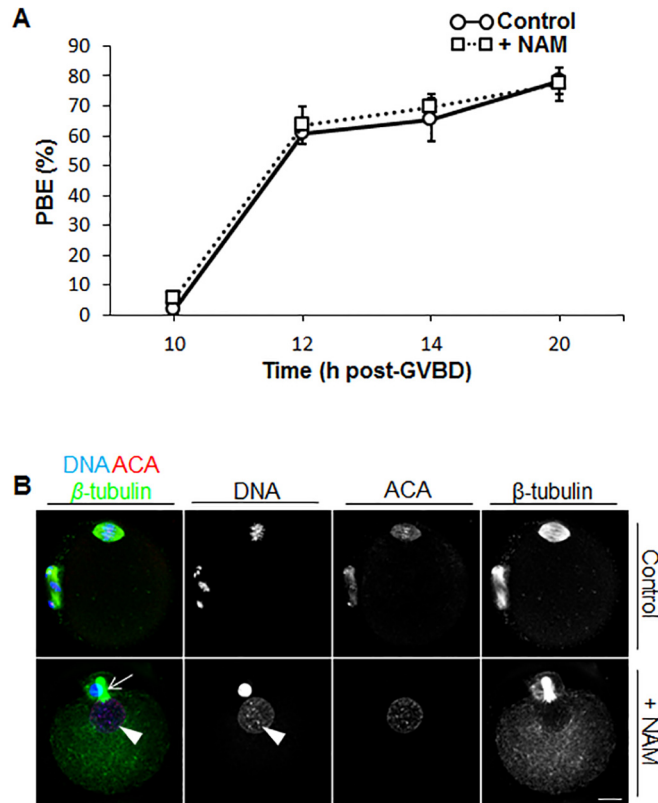 A
Control
+ NAM
PBE (%)
90
80
70
60
50
40
30
20
10
0
10 12 14 20
Time (h post-GVBD)
B
DNA ACA
β-tubulin
DNA
ACA
β-tubulin
Control
+ NAM